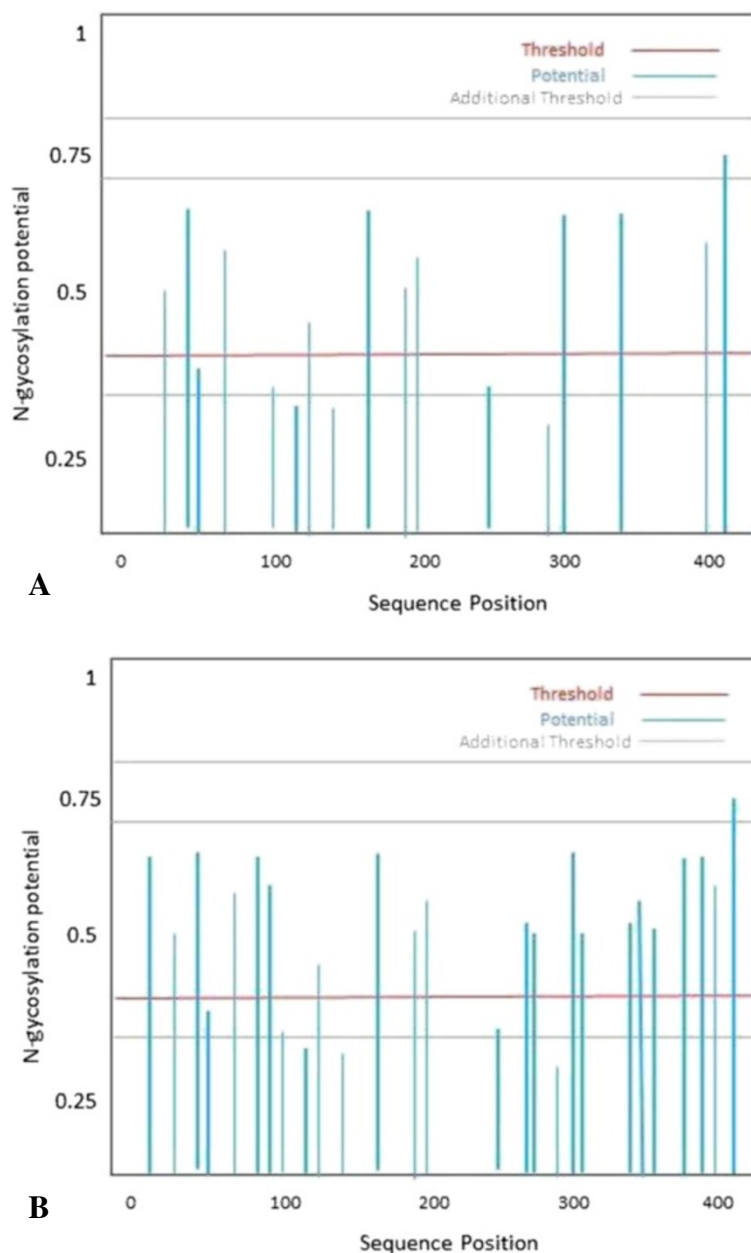 1
Threshold
Potential
Additional Threshold
0.75
0.5
0.25
N-gycosylation potential
0 100 200 300 400
A
Sequence Position
1
Threshold
Potential
Additional Threshold
0.75
0.5
0.25
N-gycosylation potential
0 100 200 300 400
B
Sequence Position